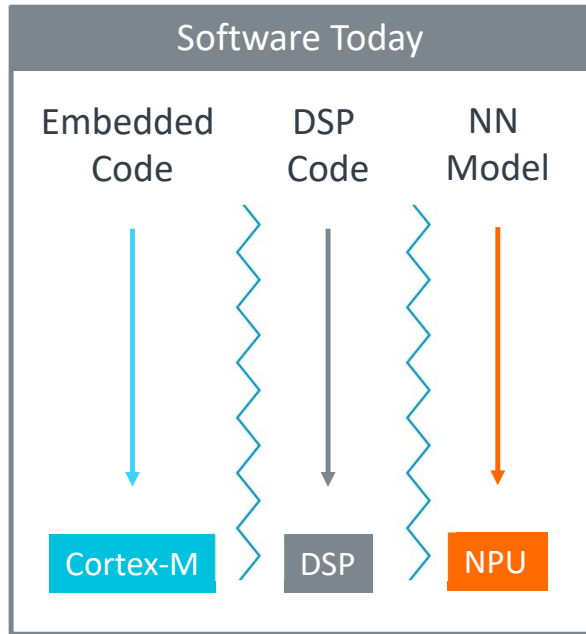 Software Today
Embedded
Code
DSP
Code
NN
Model
Cortex-M
DSP
NPU